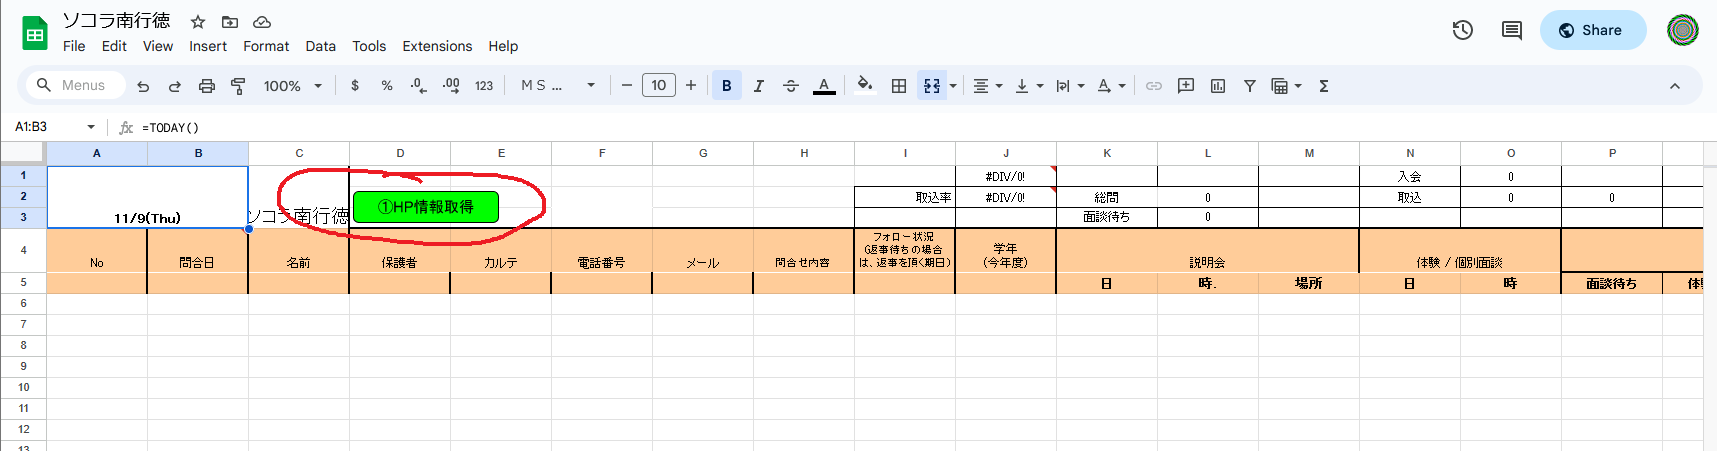 ソコラ南行徳
File Edit View Insert Format Data Tools Extensions Help
Share
Menus 100% $ % .0 .00 123 M S ... − 10 + B I S A Σ
A1:B3 fx =TODAY()
A B C D E F G H I J K L M N O P
1 #DIV/0! 入会 0
2 ①HP情報取得 取込率 #DIV/0! 総問 0 取込 0 0
3 11/9(Thu) ソコラ南行徳 面談待ち 0
4 No 問合日 名前 保護者 カルテ 電話番号 メール 問合せ内容 フォロー状況 学年 説明会 体験 / 個別面談
(返事待ちの場合 (今年度)
は、返事を頂く期日)
5 日 時. 場所 日 時 面談待ち 体
6
7
8
9
10
11
12
13